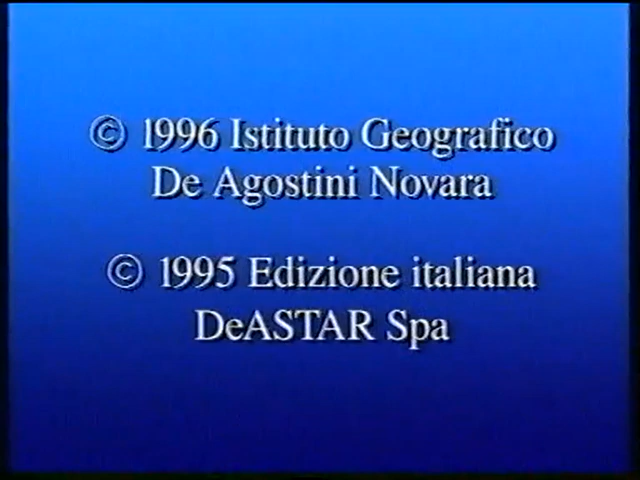 © 1996 Istituto Geografico
De Agostini Novara
© 1995 Edizione italiana
DeASTAR Spa